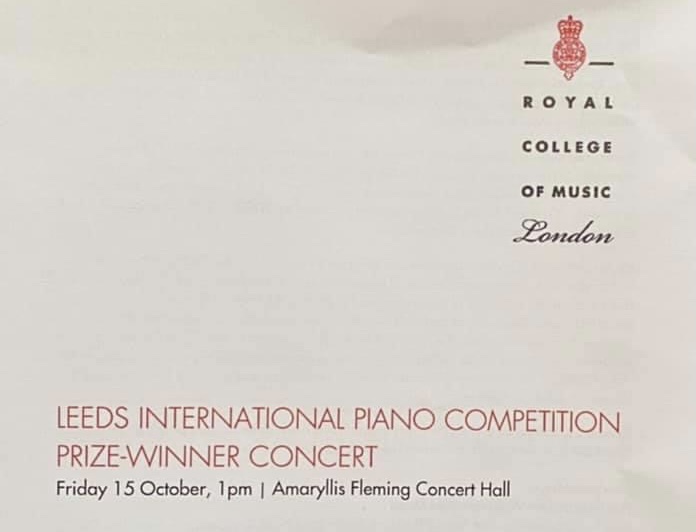 ROYAL
COLLEGE
OF MUSIC
London
LEEDS INTERNATIONAL PIANO COMPETITION
PRIZE-WINNER CONCERT
Friday 15 October, 1pm | Amaryllis Fleming Concert Hall